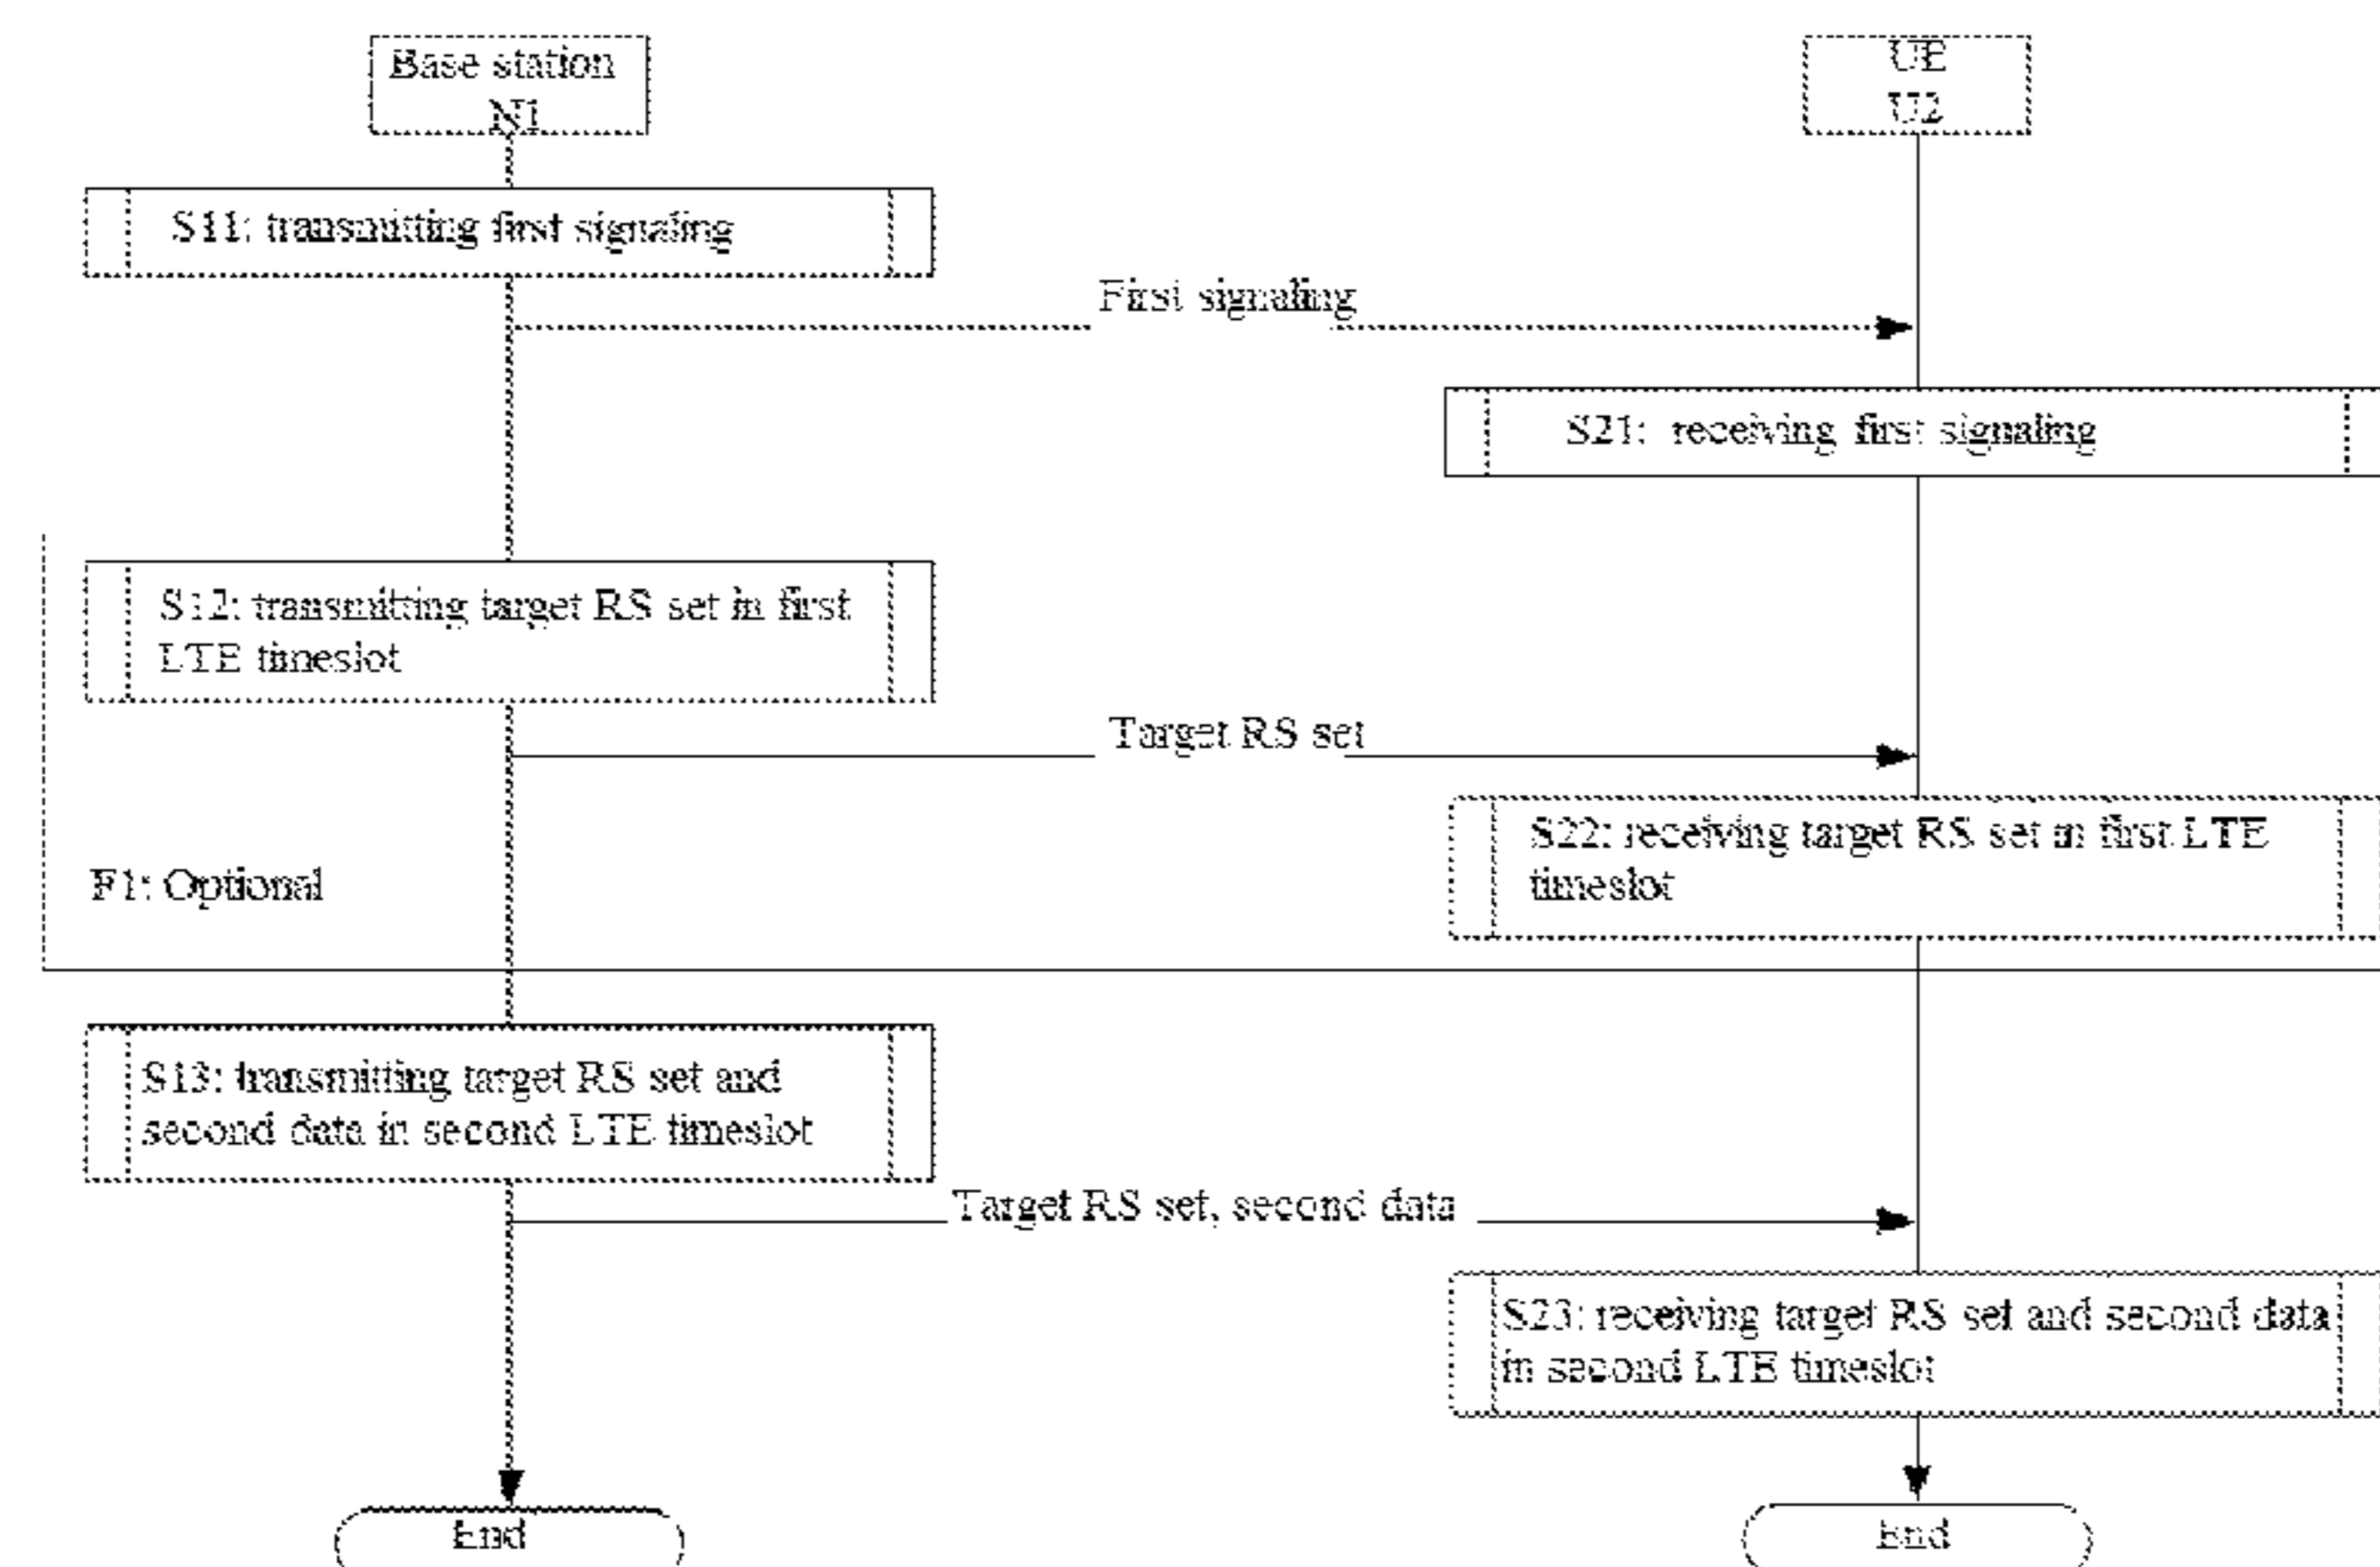 Base station
N1
UE
U2
S11: transmitting first signaling
First signaling
S21: receiving first signaling
S12: transmitting target RS set in first
LTE timeslot
Target RS set
S22: receiving target RS set in first LTE
timeslot
F1: Optional
S13: transmitting target RS set and
second data in second LTE timeslot
Target RS set, second data
S23: receiving target RS set and second data
in second LTE timeslot
End
End